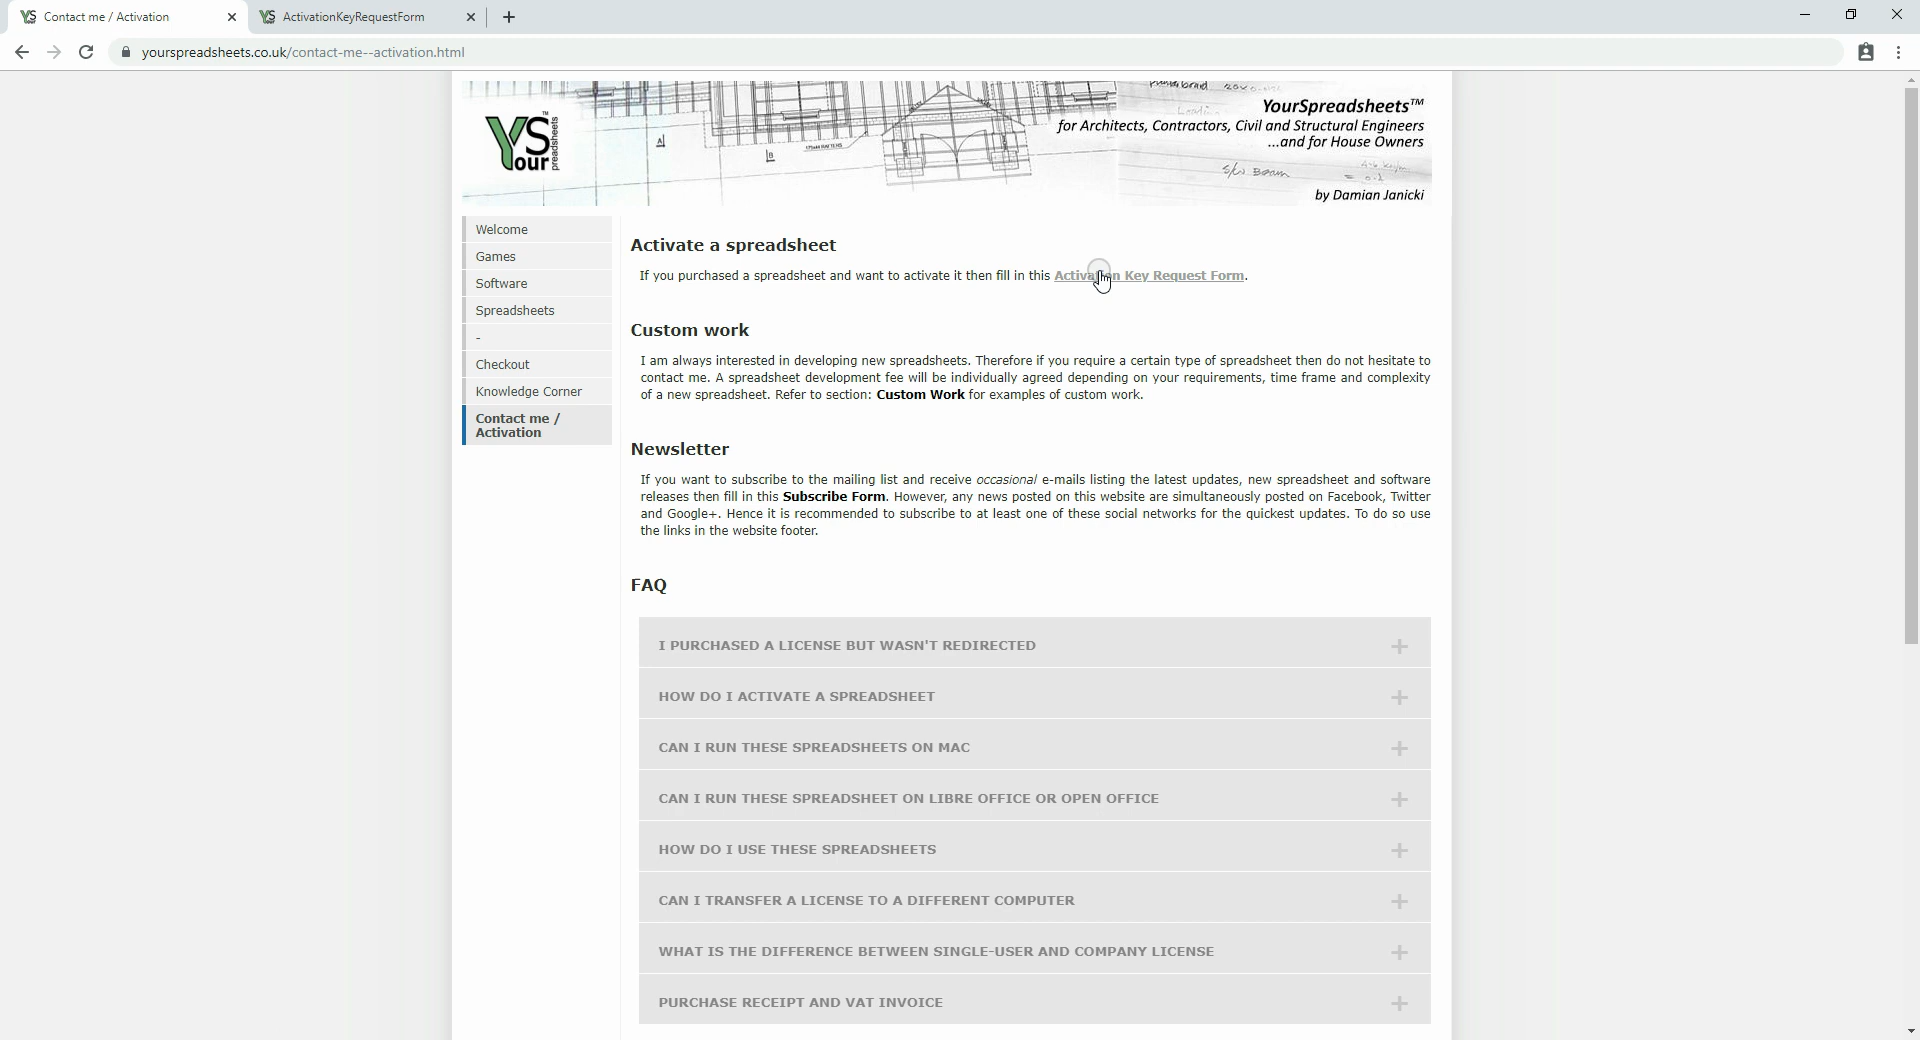 Contact me / Activation
ActivationKeyRequestForm
yourspreadsheets.co.uk/contact-me--activation.html
YourSpreadsheets™
for Architects, Contractors, Civil and Structural Engineers
...and for House Owners
by Damian Janicki
S/W Beam
YS™
our
preadsheets
A
B
Welcome
Games
Software
Spreadsheets
-
Checkout
Knowledge Corner
Contact me /
Activation
Activate a spreadsheet
If you purchased a spreadsheet and want to activate it then fill in this Activation Key Request Form.
Custom work
I am always interested in developing new spreadsheets. Therefore if you require a certain type of spreadsheet then do not hesitate to
contact me. A spreadsheet development fee will be individually agreed depending on your requirements, time frame and complexity
of a new spreadsheet. Refer to section: Custom Work for examples of custom work.
Newsletter
If you want to subscribe to the mailing list and receive occasional e-mails listing the latest updates, new spreadsheet and software
releases then fill in this Subscribe Form. However, any news posted on this website are simultaneously posted on Facebook, Twitter
and Google+. Hence it is recommended to subscribe to at least one of these social networks for the quickest updates. To do so use
the links in the website footer.
FAQ
I PURCHASED A LICENSE BUT WASN'T REDIRECTED
HOW DO I ACTIVATE A SPREADSHEET
CAN I RUN THESE SPREADSHEETS ON MAC
CAN I RUN THESE SPREADSHEET ON LIBRE OFFICE OR OPEN OFFICE
HOW DO I USE THESE SPREADSHEETS
CAN I TRANSFER A LICENSE TO A DIFFERENT COMPUTER
WHAT IS THE DIFFERENCE BETWEEN SINGLE-USER AND COMPANY LICENSE
PURCHASE RECEIPT AND VAT INVOICE